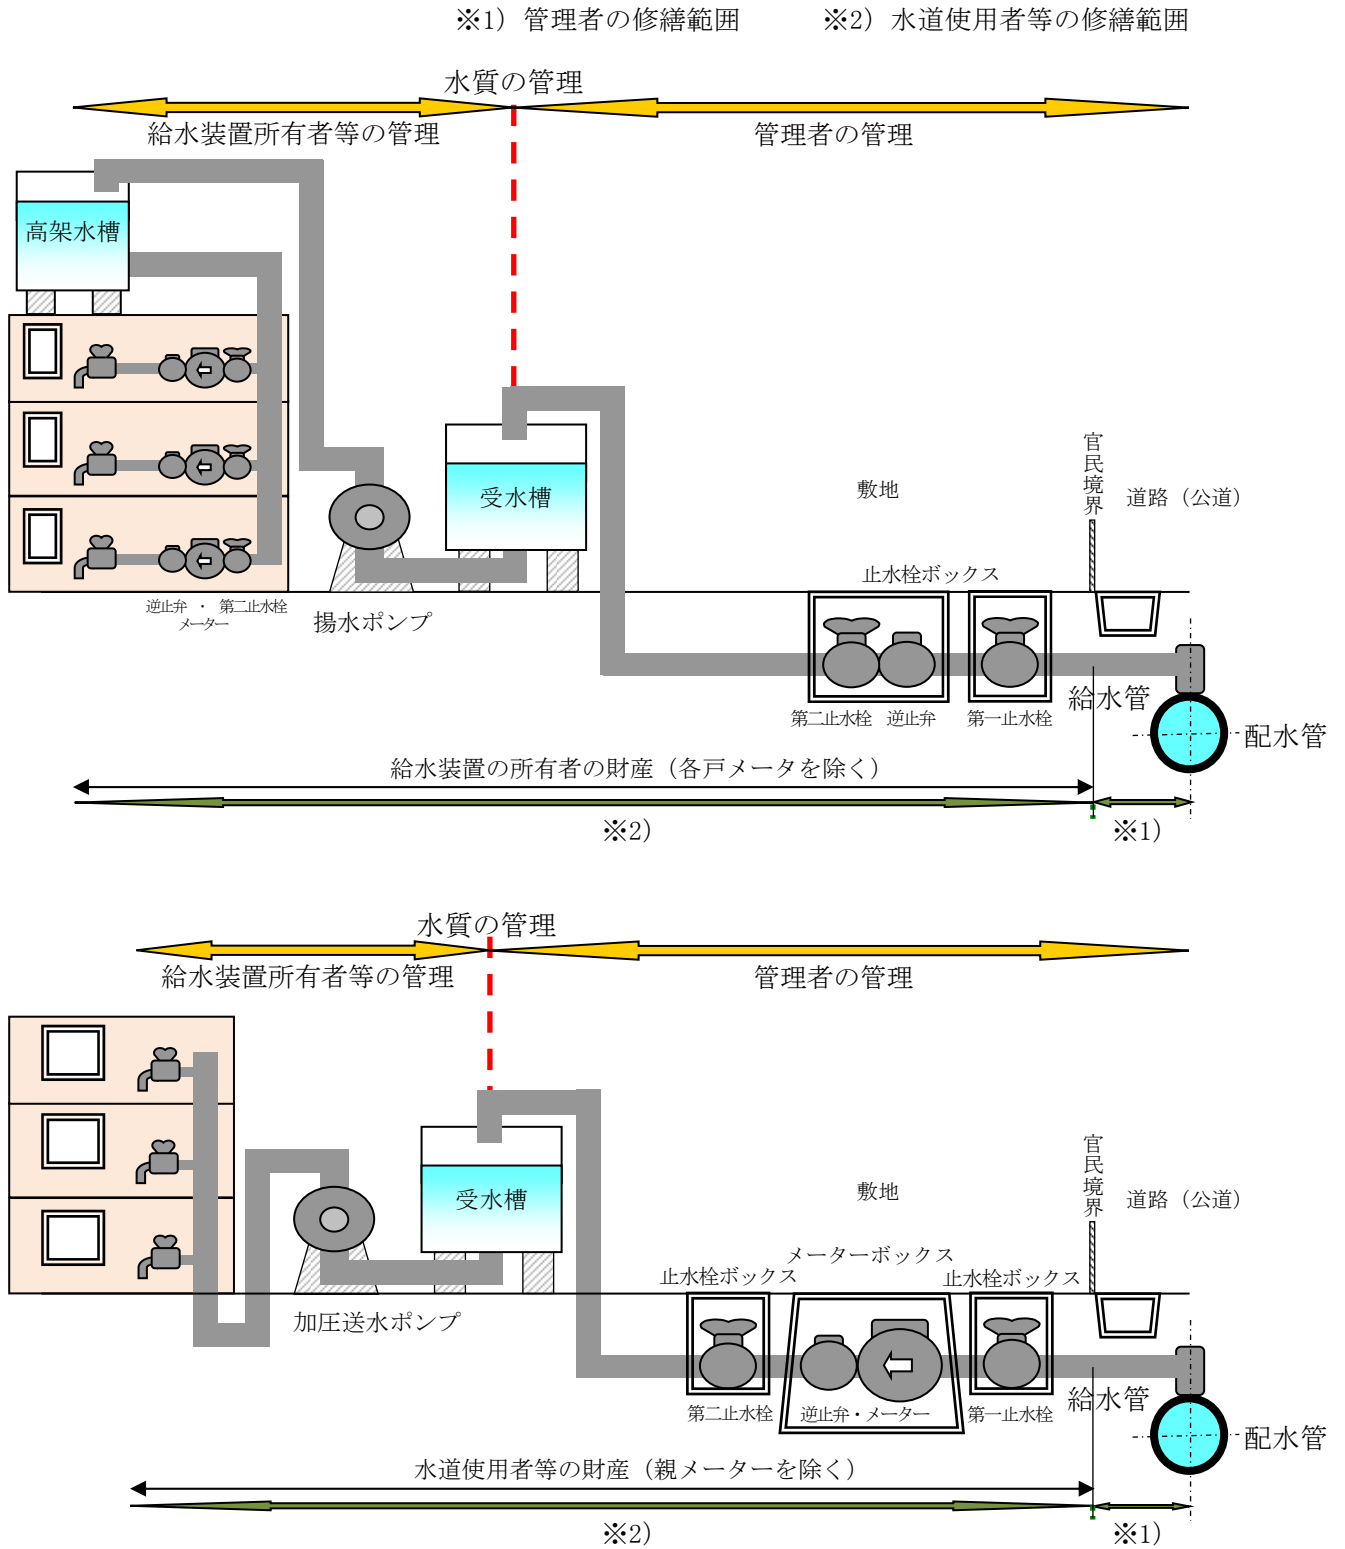 ※1）管理者の修繕範囲　　　※2）水道使用者等の修繕範囲
水質の管理
給水装置所有者等の管理
管理者の管理
高架水槽
受水槽
敷地
官民境界
道路（公道）
止水栓ボックス
逆止弁 ・ 第二止水栓
メーター
揚水ポンプ
給水管
第二止水栓
逆止弁
第一止水栓
配水管
給水装置の所有者の財産（各戸メータを除く）
※2）
※1）
水質の管理
給水装置所有者等の管理
管理者の管理
受水槽
敷地
官民境界
道路（公道）
メーターボックス
止水栓ボックス
止水栓ボックス
加圧送水ポンプ
給水管
第二止水栓
逆止弁・メーター
第一止水栓
配水管
水道使用者等の財産（親メーターを除く）
※2）
※1）